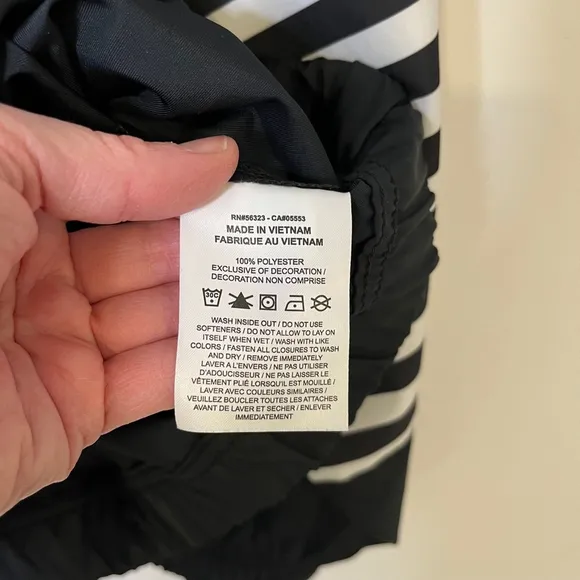 RN#56323 - CA#05553
MADE IN VIETNAM
FABRIQUE AU VIETNAM
100% POLYESTER
EXCLUSIVE OF DECORATION /
DECORATION NON COMPRISE
30C
WASH INSIDE OUT / DO NOT USE
SOFTENERS / DO NOT ALLOW TO LAY ON
ITSELF WHEN WET / WASH WITH LIKE
COLORS / FASTEN ALL CLOSURES TO WASH
AND DRY / REMOVE IMMEDIATELY
LAVER A L'ENVERS / NE PAS UTILISER
D'ADOUCISSEUR / NE PAS LAISSER LE
VÊTEMENT PLIÉ LORSQU'IL EST MOUILLÉ /
LAVER AVEC COULEURS SIMILAIRES /
VEUILLEZ BOUCLER TOUTES LES ATTACHES
AVANT DE LAVER ET SECHER / ENLEVER
IMMÉDIATEMENT